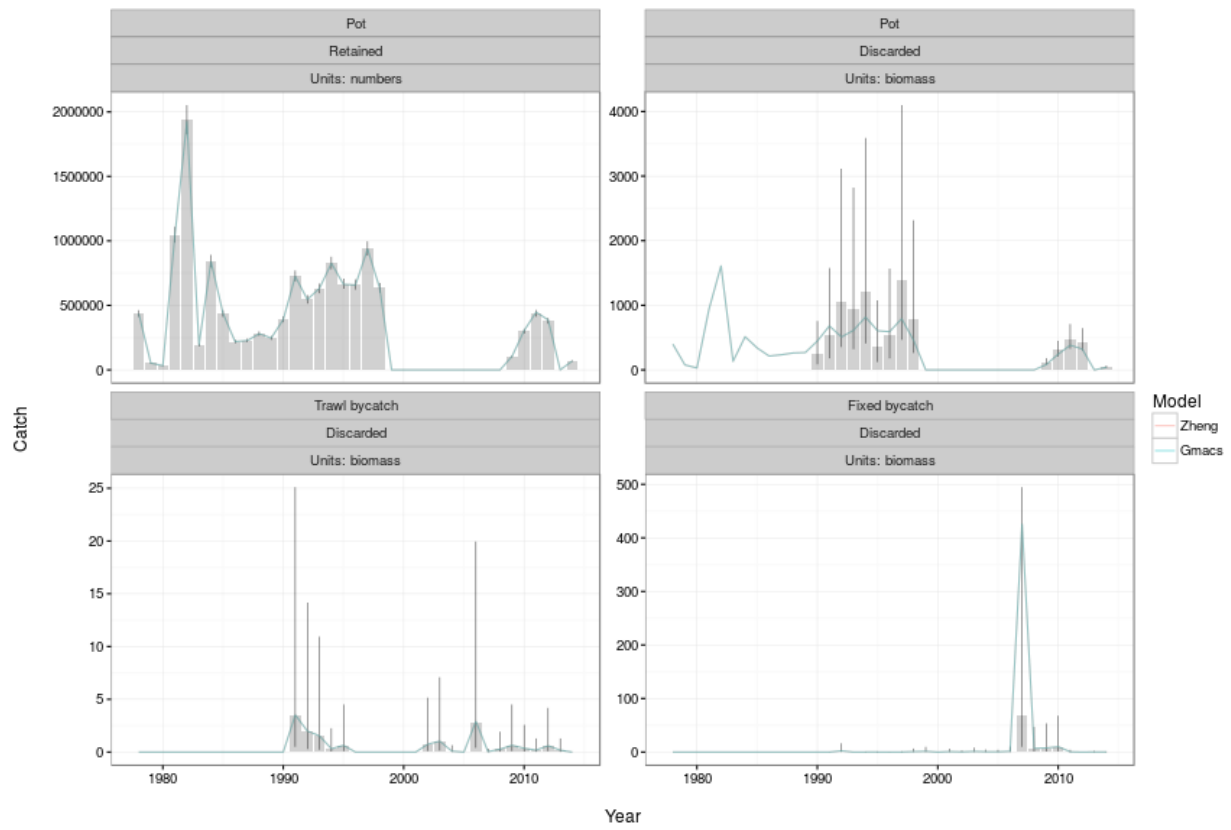 Pot
Retained
Units: numbers
2000000
1500000
1000000
500000
0
Pot
Discarded
Units: biomass
4000
3000
2000
1000
0
Trawl bycatch
Discarded
Units: biomass
25
20
15
10
5
0
1980 1990 2000 2010
Fixed bycatch
Discarded
Units: biomass
500
400
300
200
100
0
1980 1990 2000 2010
Catch
Year
Model
Zheng
Gmacs